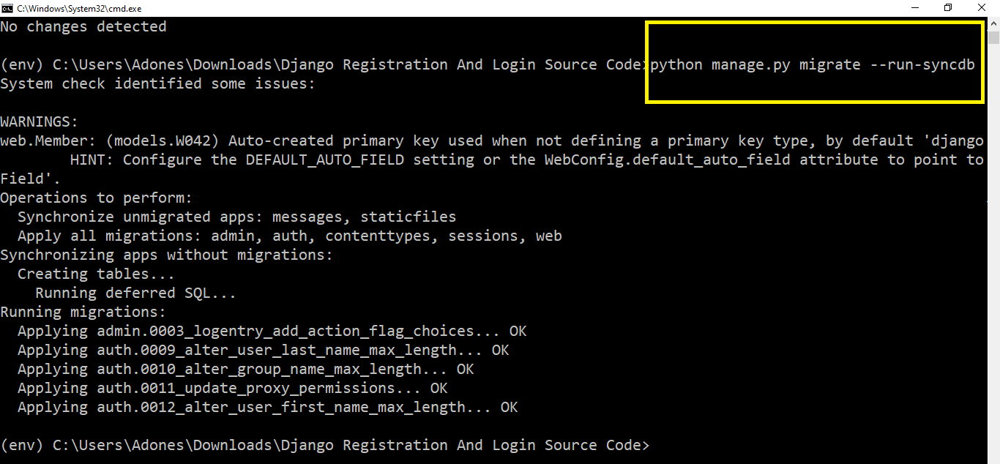 C:\Windows\System32\cmd.exe
No changes detected
(env) C:\Users\Adones\Downloads\Django Registration And Login Source Code>python manage.py migrate --run-syncdb
System check identified some issues:
WARNINGS:
web.Member: (models.W042) Auto-created primary key used when not defining a primary key type, by default 'django
HINT: Configure the DEFAULT_AUTO_FIELD setting or the WebConfig.default_auto_field attribute to point to
Field'.
Operations to perform:
Synchronize unmigrated apps: messages, staticfiles
Apply all migrations: admin, auth, contenttypes, sessions, web
Synchronizing apps without migrations:
Creating tables...
Running deferred SQL...
Running migrations:
Applying admin.0003_logentry_add_action_flag_choices... OK
Applying auth.0009_alter_user_last_name_max_length... OK
Applying auth.0010_alter_group_name_max_length... OK
Applying auth.0011_update_proxy_permissions... OK
Applying auth.0012_alter_user_first_name_max_length... OK
(env) C:\Users\Adones\Downloads\Django Registration And Login Source Code>